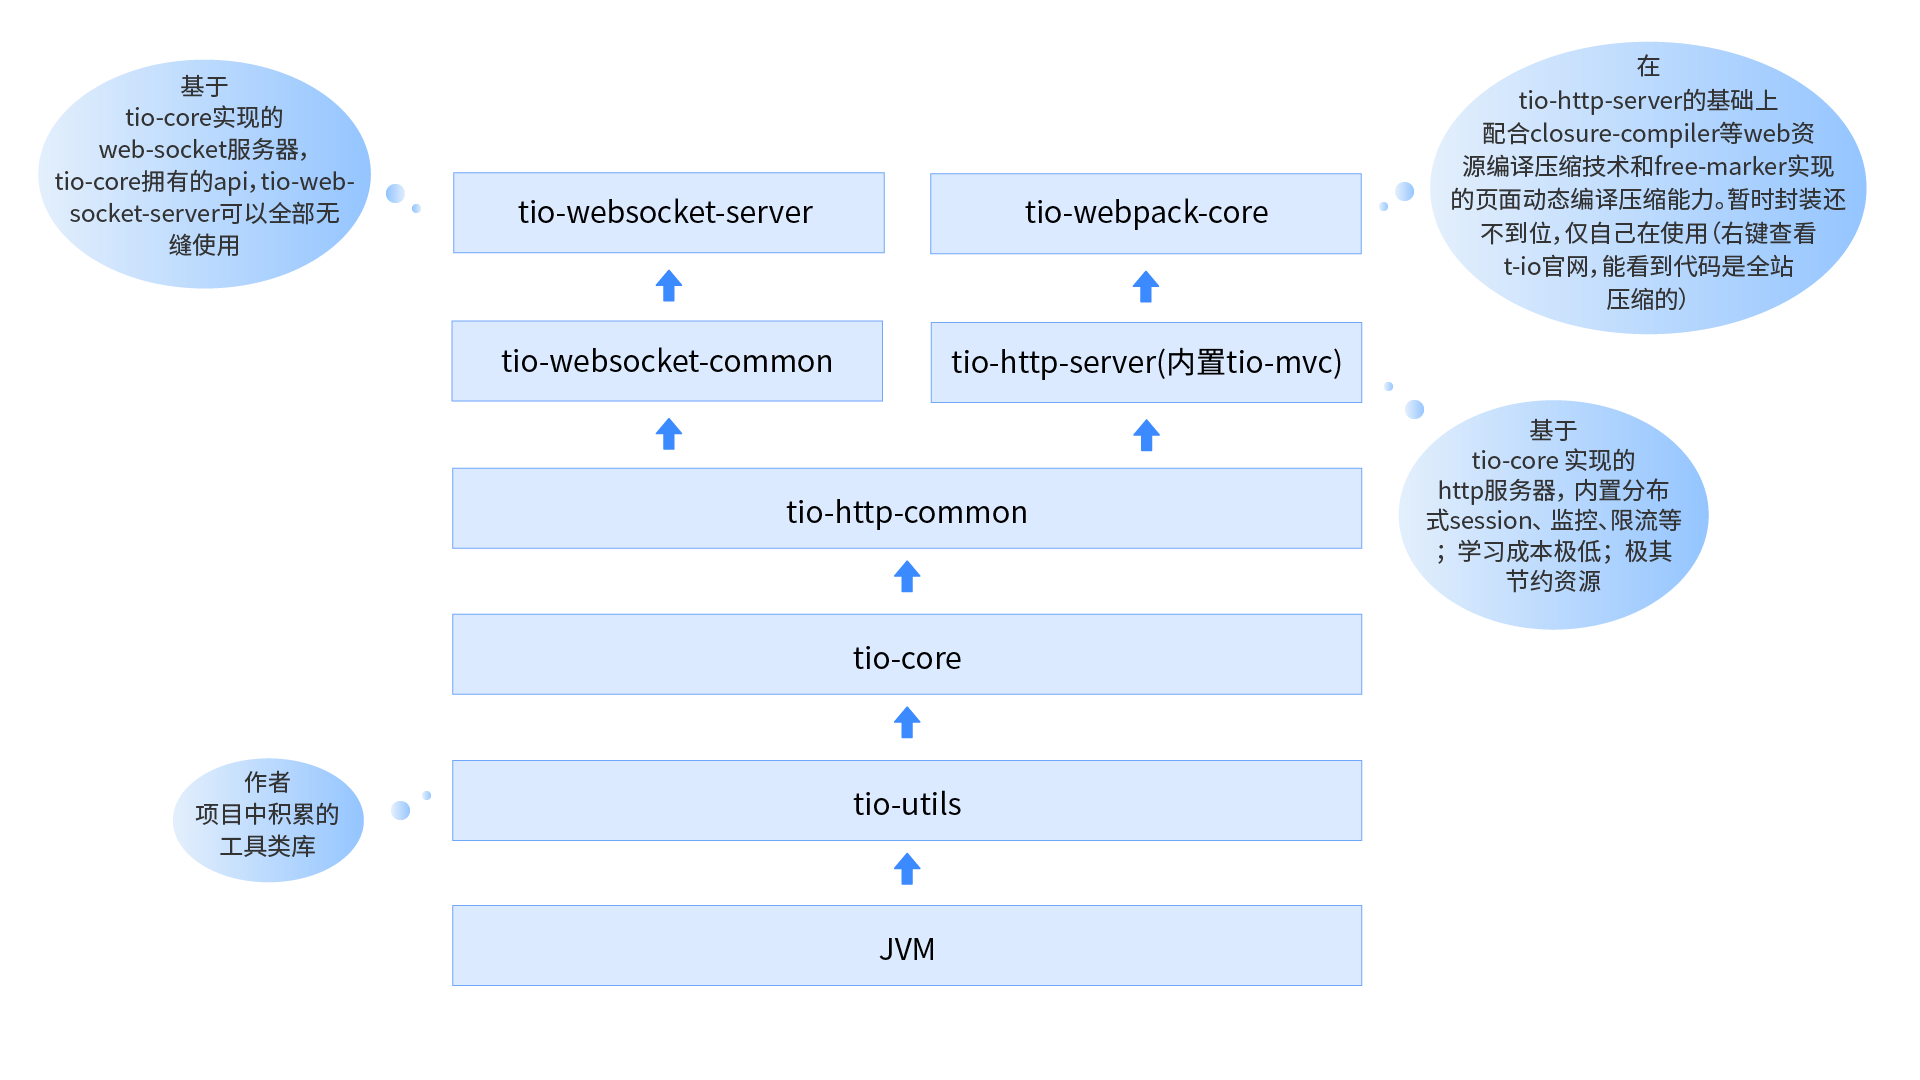 基于
tio-core实现的
web-socket服务器，
tio-core拥有的api，tio-web-
socket-server可以全部无
缝使用
在
tio-http-server的基础上
配合closure-compiler等web资
源编译压缩技术和free-marker实现
的页面动态编译压缩能力。暂时封装还
不到位，仅自己在使用（右键查看
t-io官网，能看到代码是全站
压缩的）
tio-websocket-server
tio-webpack-core
tio-websocket-common
tio-http-server(内置tio-mvc)
基于
tio-core 实现的
http服务器，内置分布
式session、监控、限流等
；学习成本极低；极其
节约资源
tio-http-common
tio-core
作者
项目中积累的
工具类库
tio-utils
JVM